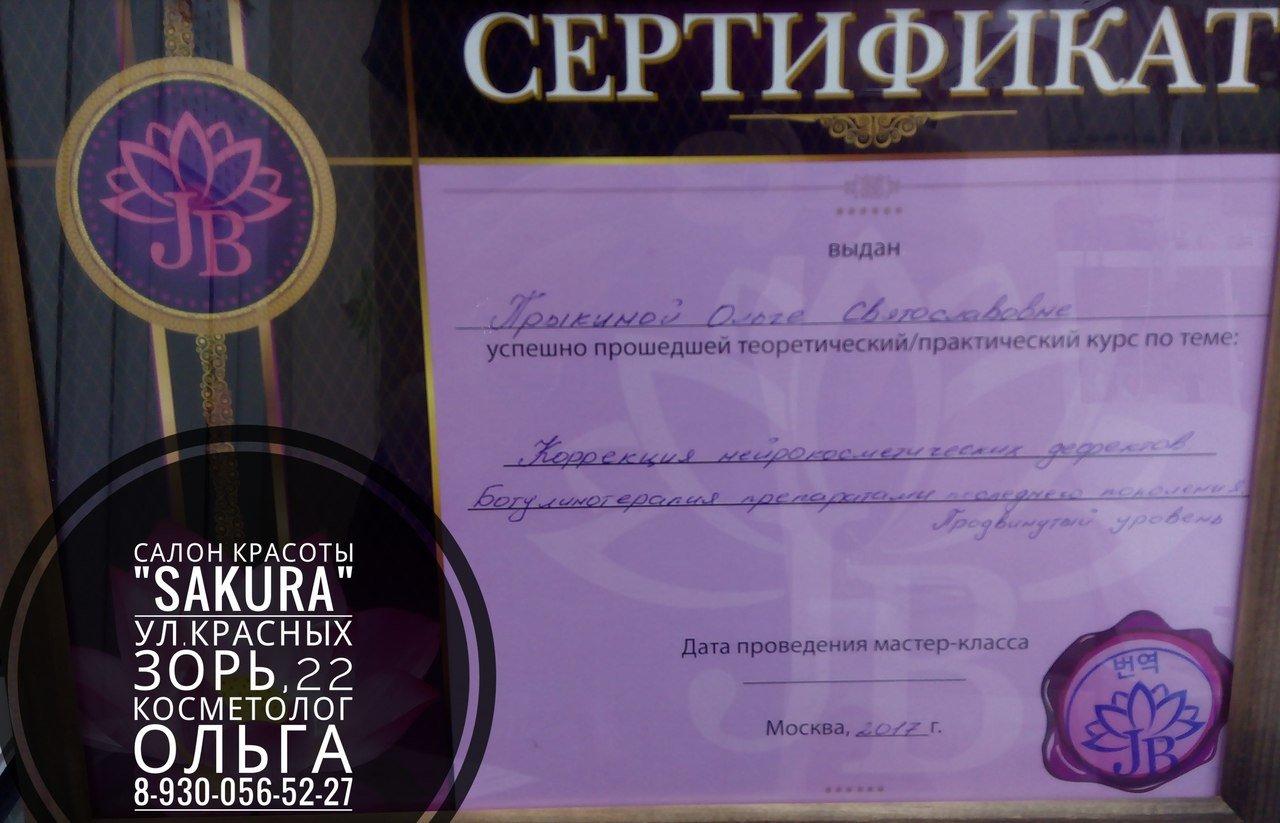 СЕРТИФИКАТ
JB
выдан
Прыкиной Ольге Святославовне
успешно прошедшей теоретический/практический курс по теме:
Коррекция нейрокосметических дефектов
Ботулинотерапия препаратами последнего поколения
Продвинутый уровень
Дата проведения мастер-класса
Москва, 2017 г.
번역
JB
САЛОН КРАСОТЫ
"SAKURA"
УЛ.КРАСНЫХ
ЗОРЬ,22
КОСМЕТОЛОГ
ОЛЬГА
8-930-056-52-27